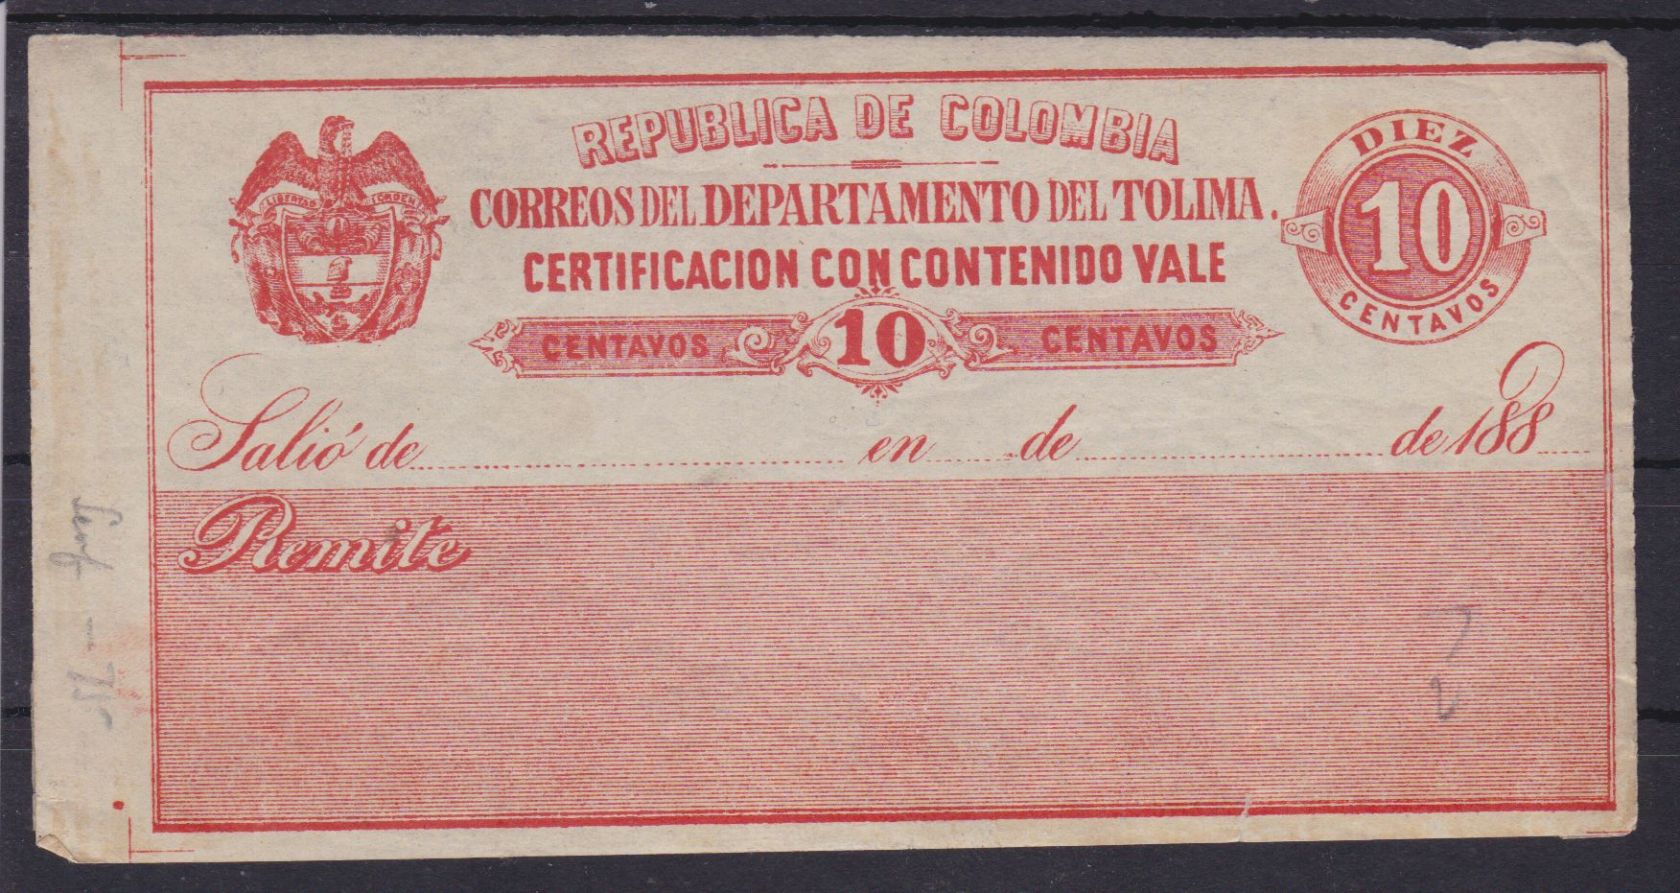 REPUBLICA DE COLOMBIA
CORREOS DEL DEPARTAMENTO DEL TOLIMA.
CERTIFICACION CON CONTENIDO VALE
CENTAVOS 10 CENTAVOS
LIBERTAD Y ORDEN
DIEZ
10
CENTAVOS
Salió de en de de 188
Remite